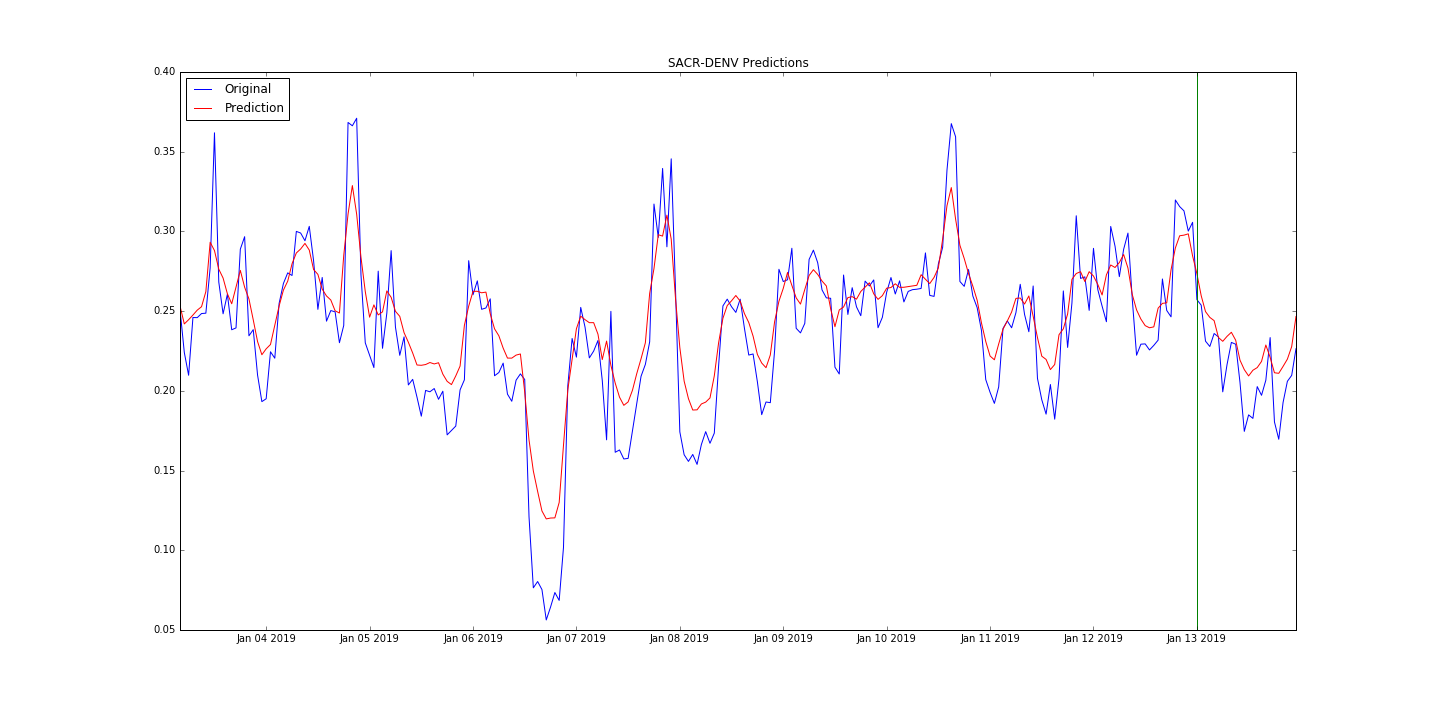 SACR-DENV Predictions
Original
Prediction
0.40
0.35
0.30
0.25
0.20
0.15
0.10
0.05
Jan 04 2019
Jan 05 2019
Jan 06 2019
Jan 07 2019
Jan 08 2019
Jan 09 2019
Jan 10 2019
Jan 11 2019
Jan 12 2019
Jan 13 2019